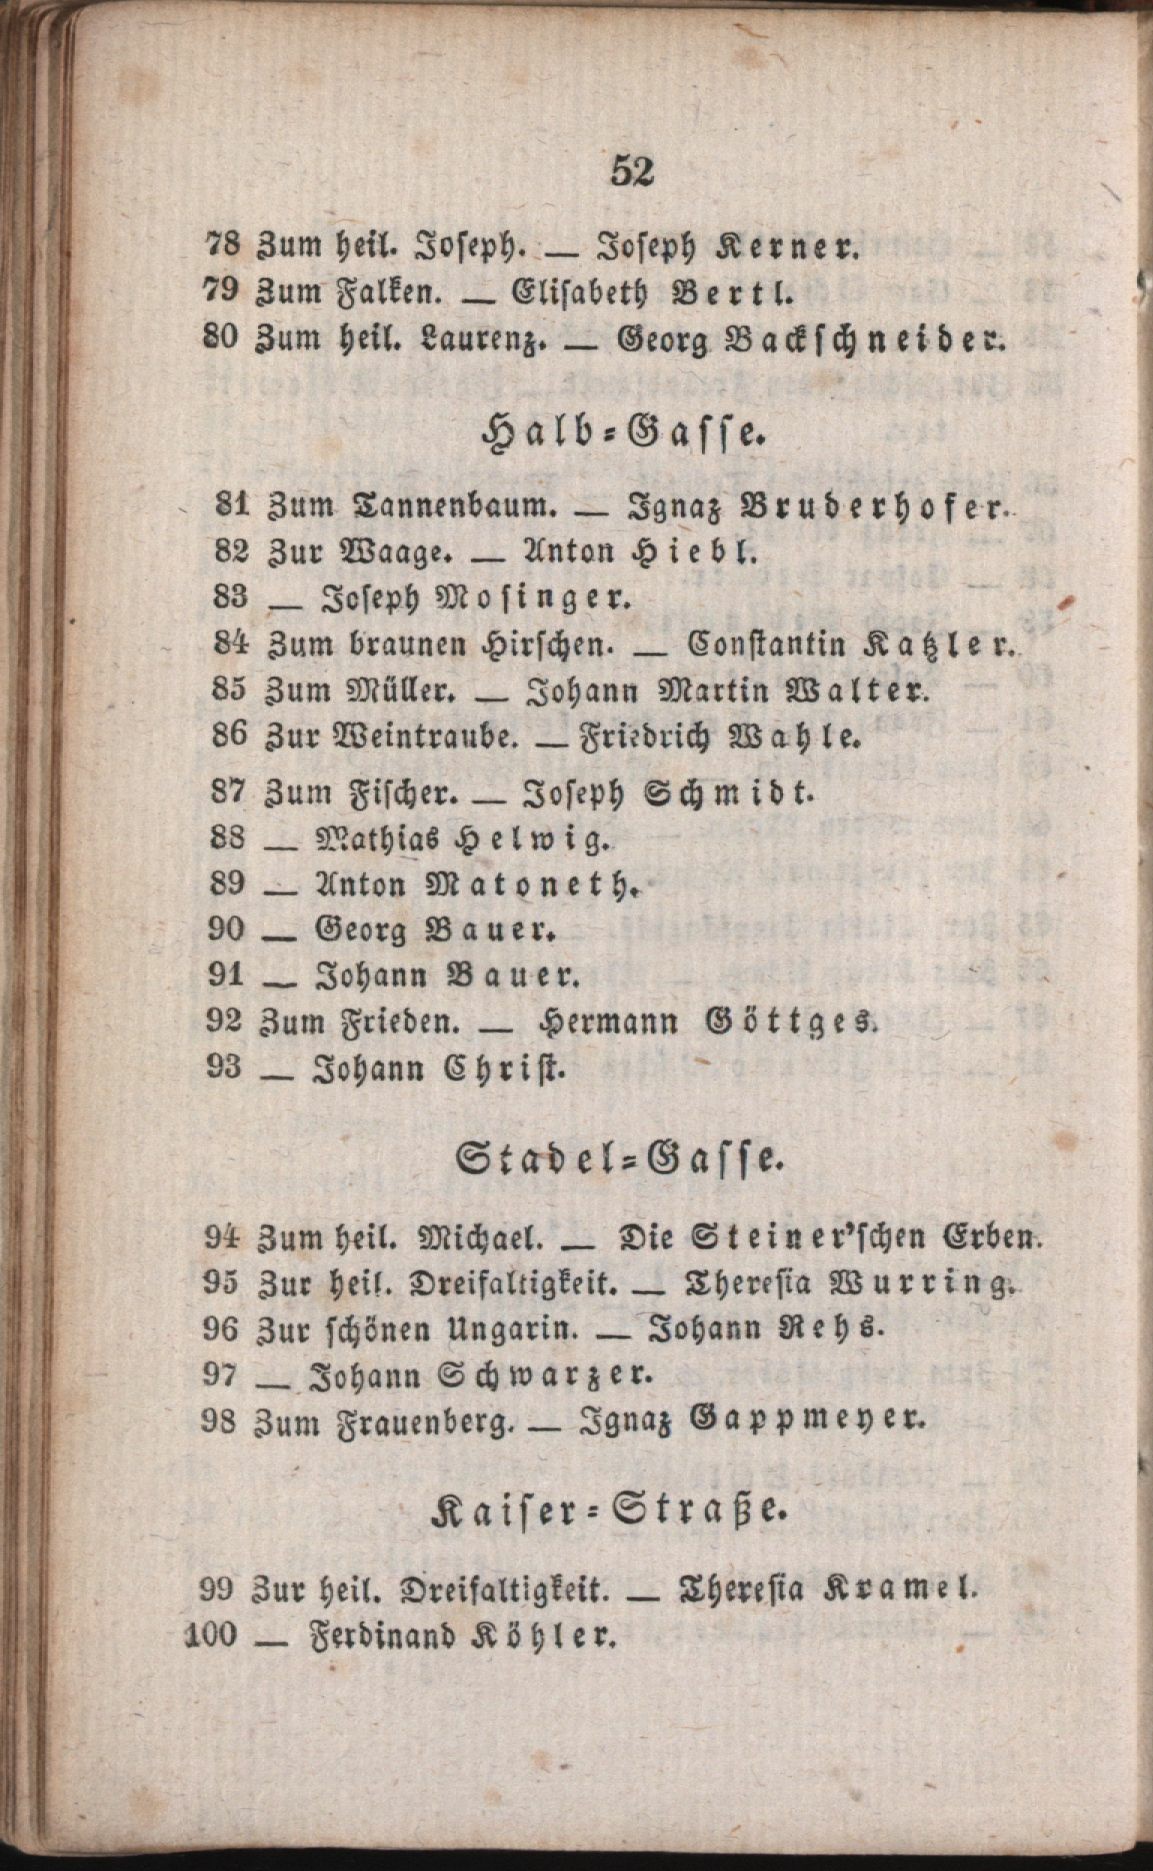 52
78 Zum heil. Joseph. — Joseph Kerner.
79 Zum Falken. — Elisabeth Bertl.
80 Zum heil. Laurenz. — Georg Backschneider.
Halb-Gasse.
81 Zum Tannenbaum. — Ignaz Bruderhofer.
82 Zur Waage. — Anton Hiebl.
83 — Joseph Mosinger.
84 Zum braunen Hirschen. — Constantin Katzler.
85 Zum Müller. — Johann Martin Walter.
86 Zur Weintraube. — Friedrich Wahle.
87 Zum Fischer. — Joseph Schmidt.
88 — Mathias Helwig.
89 — Anton Matoneth.
90 — Georg Bauer.
91 — Johann Bauer.
92 Zum Frieden. — Hermann Göttges.
93 — Johann Christ.
Stadel-Gasse.
94 Zum heil. Michael. — Die Steiner'schen Erben.
95 Zur heil. Dreifaltigkeit. — Theresia Wurring.
96 Zur schönen Ungarin. — Johann Rehs.
97 — Johann Schwarzer.
98 Zum Frauenberg. — Ignaz Gappmeyer.
Kaiser-Straße.
99 Zur heil. Dreifaltigkeit. — Theresia Kramel.
100 — Ferdinand Köhler.